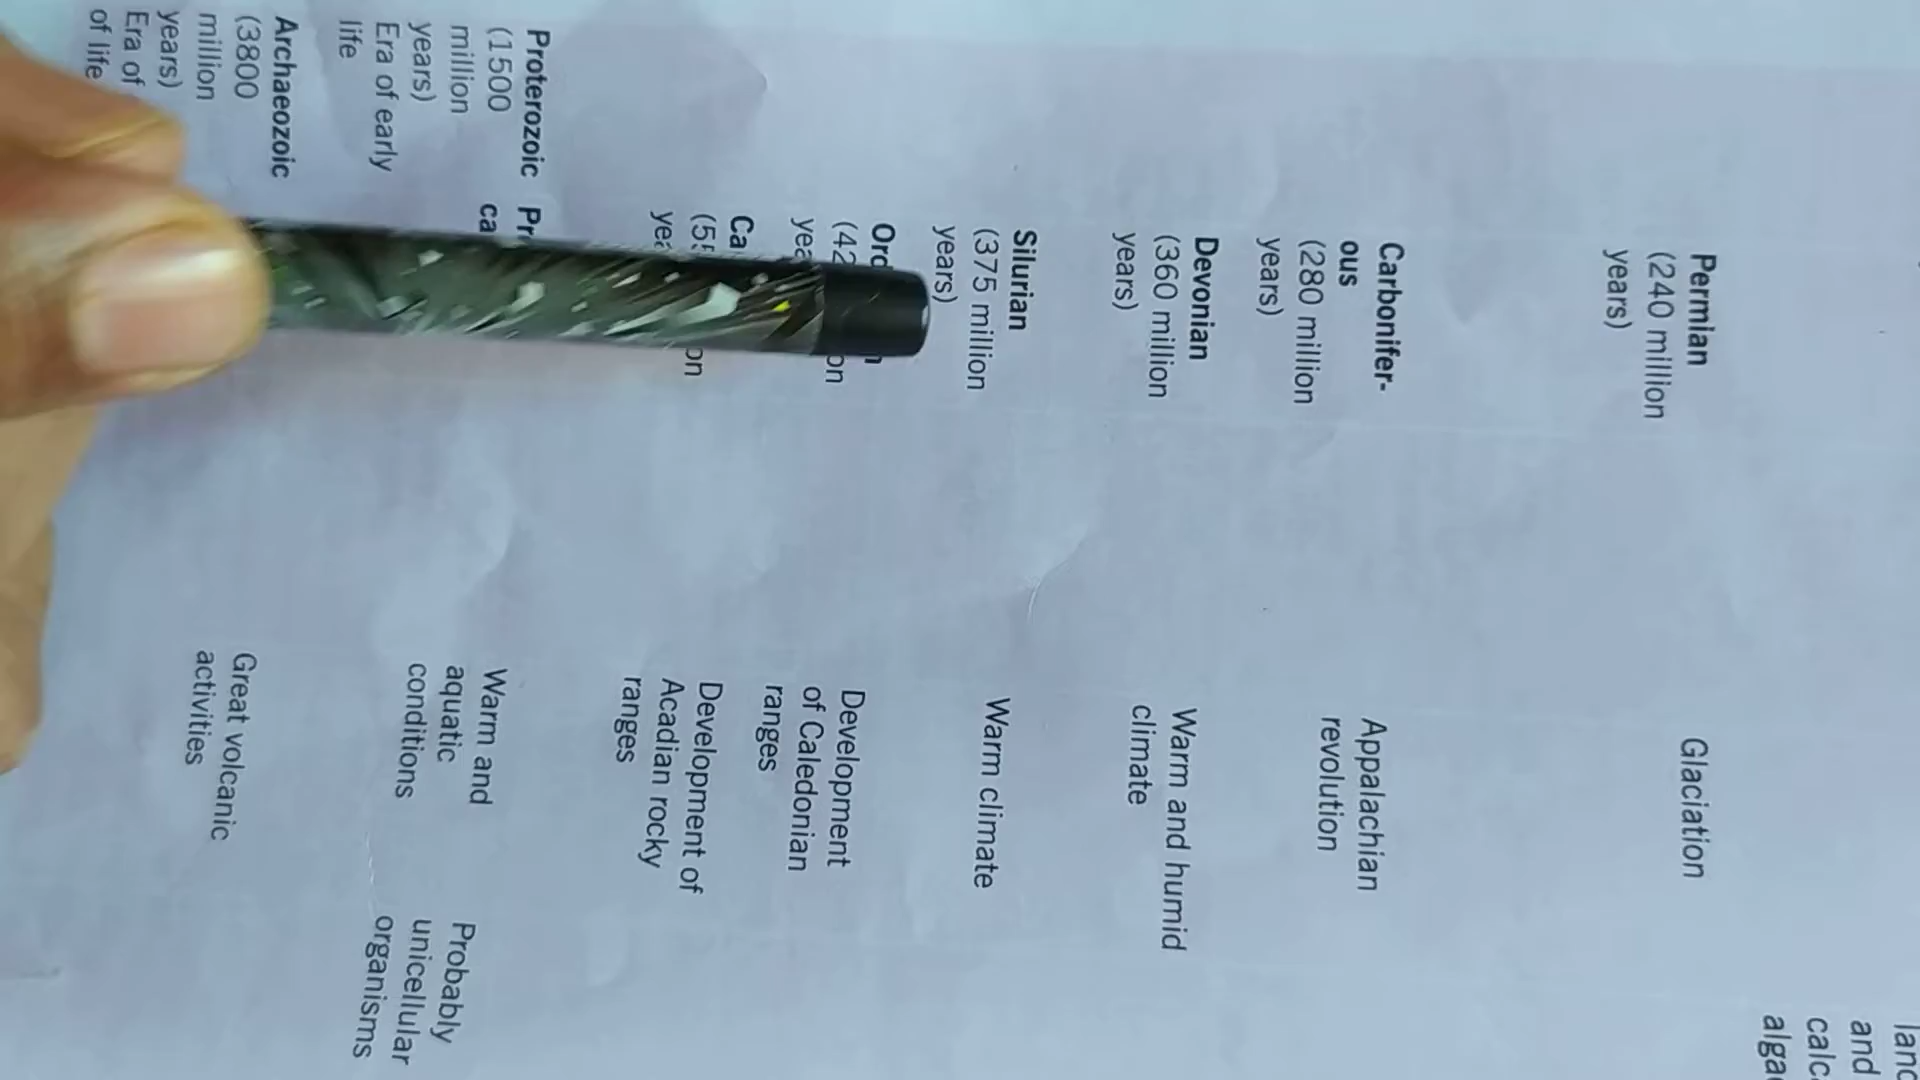 Permian
(240 million
years)
Glaciation
Carbonifer-
ous
(280 million
years)
Appalachian
revolution
Devonian
(360 million
years)
Warm and humid
climate
Silurian
(375 million
years)
Warm climate
Development
of Caledonian
ranges
Development of
Acadian rocky
ranges
Proterozoic
(1500
million
years)
Era of early
life
Warm and
aquatic
conditions
Probably
unicellular
organisms
Archaeozoic
(3800
million
years)
Era of
of life
Great volcanic
activities
and